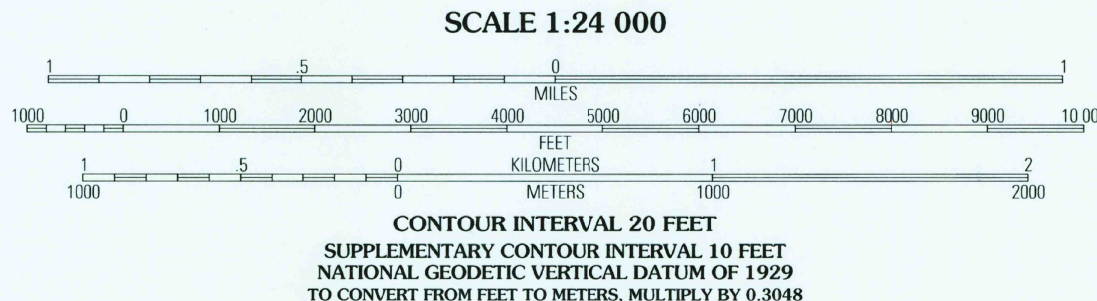 SCALE 1:24 000
1 .5 0 1
MILES
1000 0 1000 2000 3000 4000 5000 6000 7000 8000 9000 10 00
FEET
1 .5 0 KILOMETERS 1 2
1000 0 METERS 1000 2000
CONTOUR INTERVAL 20 FEET
SUPPLEMENTARY CONTOUR INTERVAL 10 FEET
NATIONAL GEODETIC VERTICAL DATUM OF 1929
TO CONVERT FROM FEET TO METERS, MULTIPLY BY 0.3048